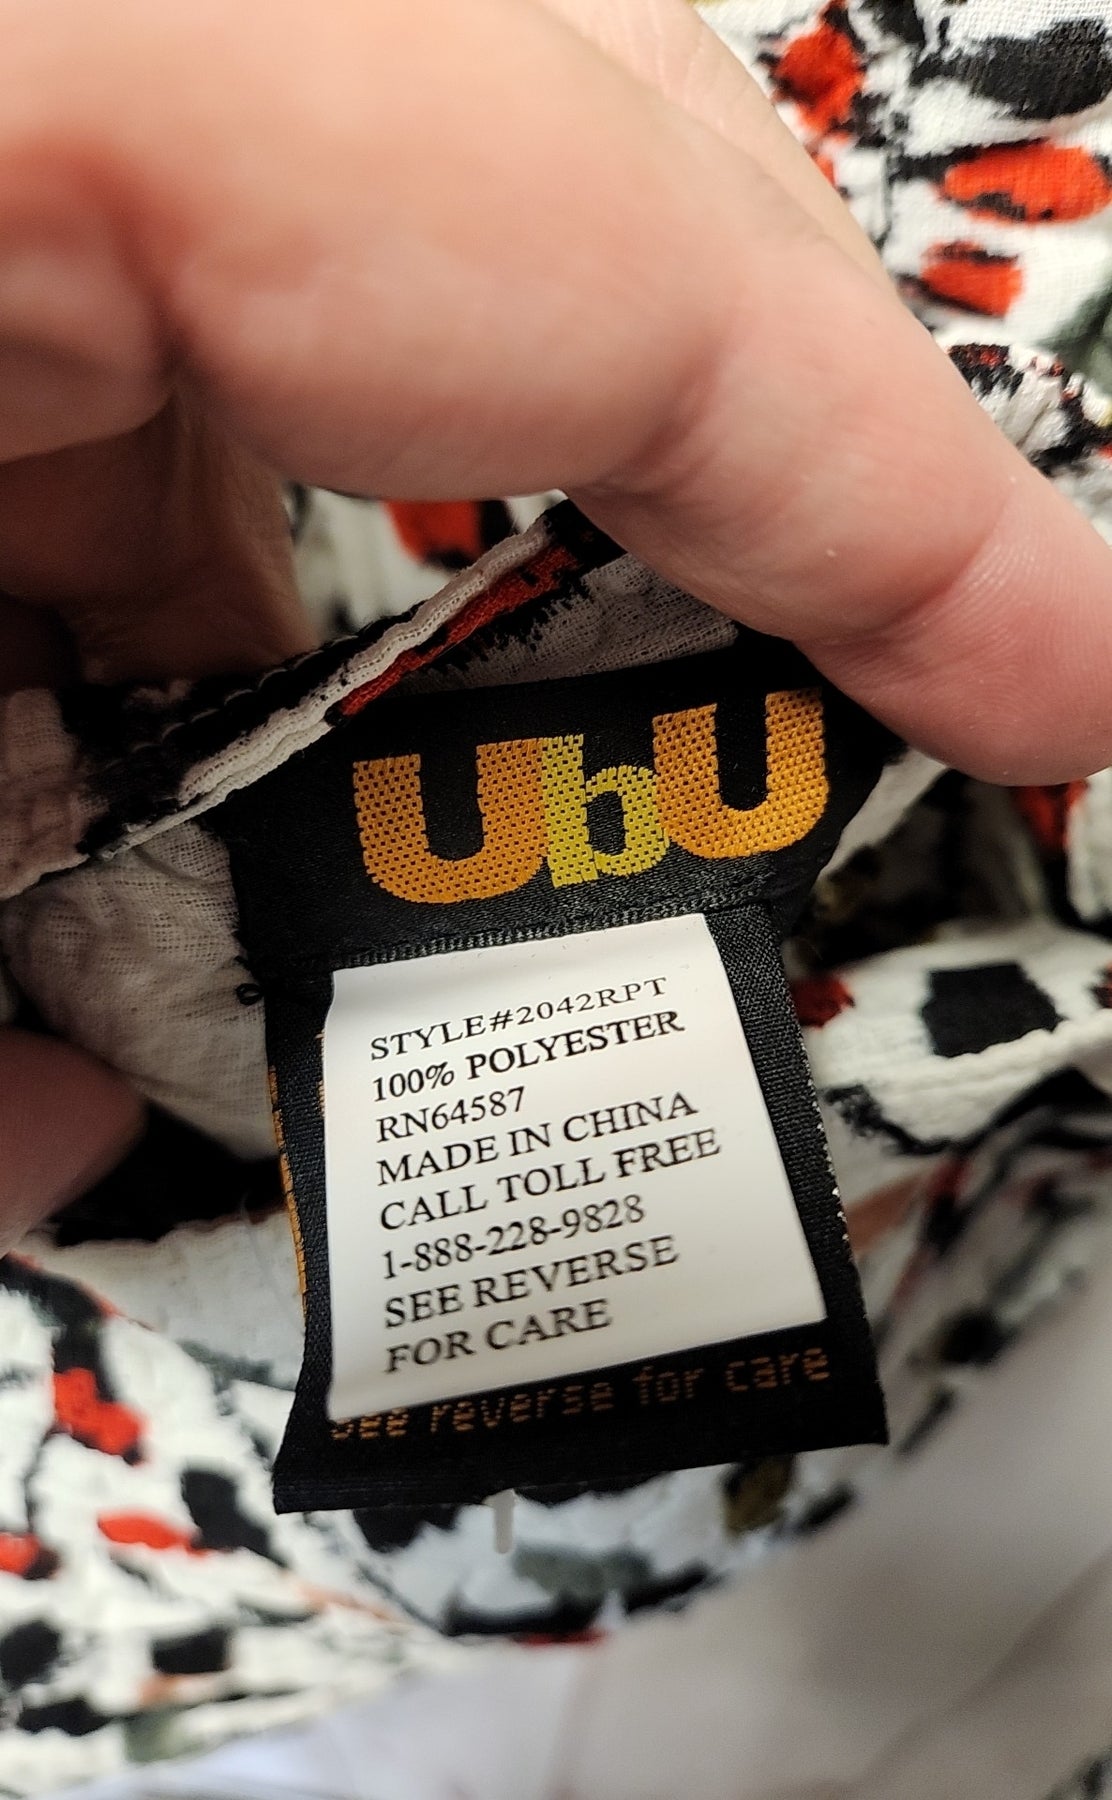 UbU
STYLE#2042RPT
100% POLYESTER
RN64587
MADE IN CHINA
CALL TOLL FREE
1-888-228-9828
SEE REVERSE
FOR CARE
see reverse for care